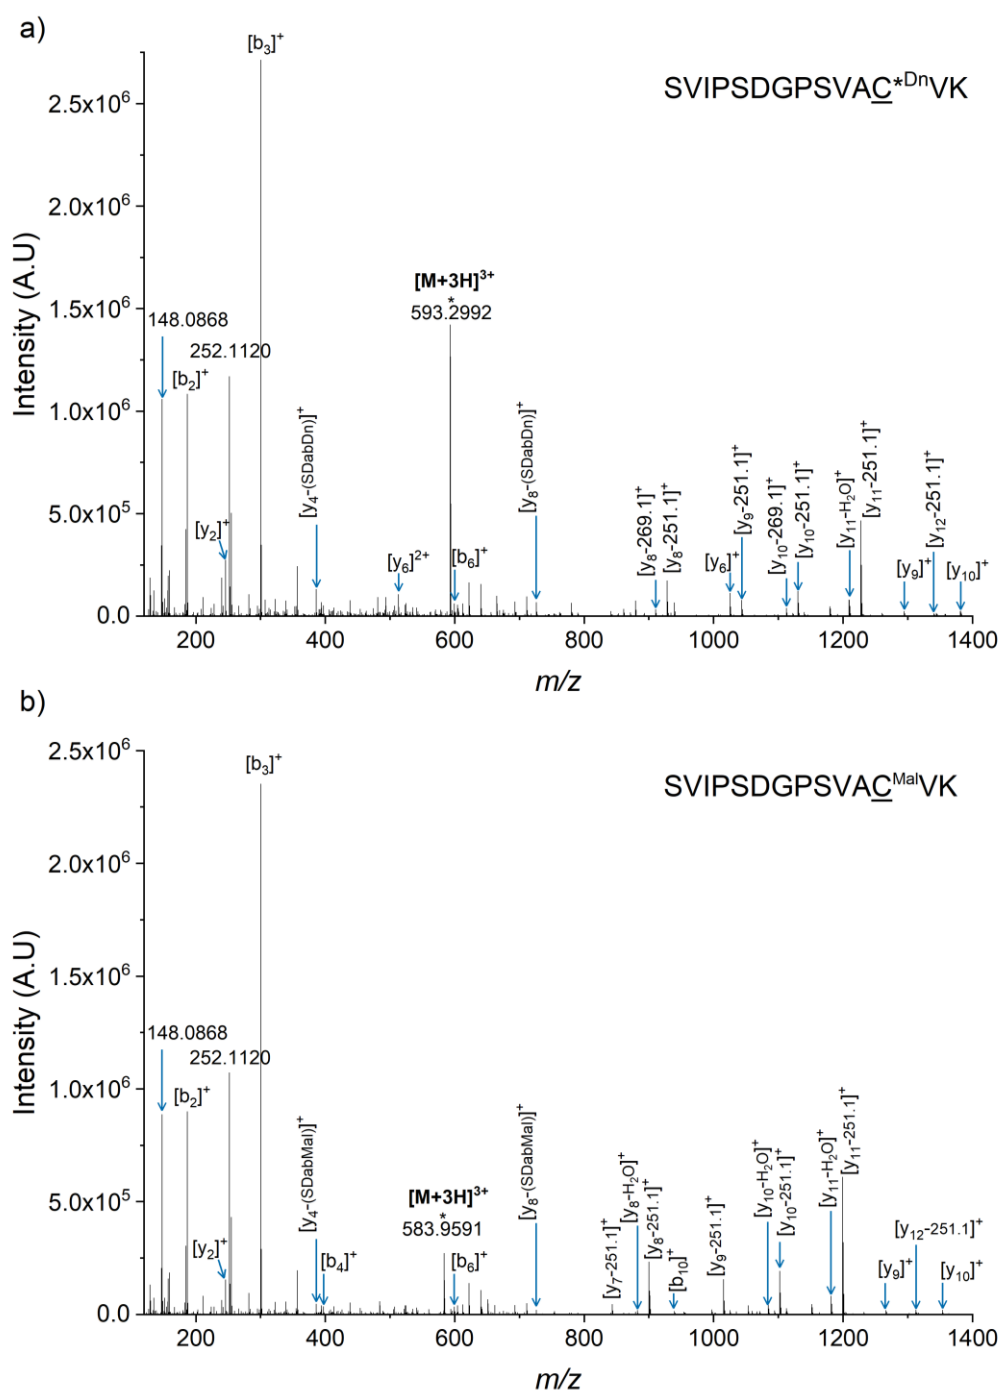 a)
[b3]+
SVIPSDGPSVAC*DnVK
2.5x10⁶
2.0x10⁶
1.5x10⁶
1.0x10⁶
5.0x10⁵
0.0
Intensity (A.U)
148.0868
[b2]+
252.1120
[y2]+
[y4-(SDabDn)]+
[M+3H]3+
*
593.2992
[y6]2+
[b6]+
[y8-(SDabDn)]+
[y8-269.1]+
[y8-251.1]+
[y6]+
[y9-251.1]+
[y10-269.1]+
[y10-251.1]+
[y11-H2O]+
[y11-251.1]+
[y9]+
[y12-251.1]+
[y10]+
200 400 600 800 1000 1200 1400
m/z
b)
[b3]+
SVIPSDGPSVACMalVK
2.5x10⁶
2.0x10⁶
1.5x10⁶
1.0x10⁶
5.0x10⁵
0.0
Intensity (A.U)
148.0868
252.1120
[b2]+
[y2]+
[y4-(SDabMal)]+
[b4]+
[M+3H]3+
*
583.9591
[b6]+
[y8-(SDabMal)]+
[y7-251.1]+
[y8-H2O]+
[y8-251.1]+
[b10]+
[y9-251.1]+
[y10-H2O]+
[y10-251.1]+
[y11-H2O]+
[y11-251.1]+
[y9]+
[y12-251.1]+
[y10]+
200 400 600 800 1000 1200 1400
m/z